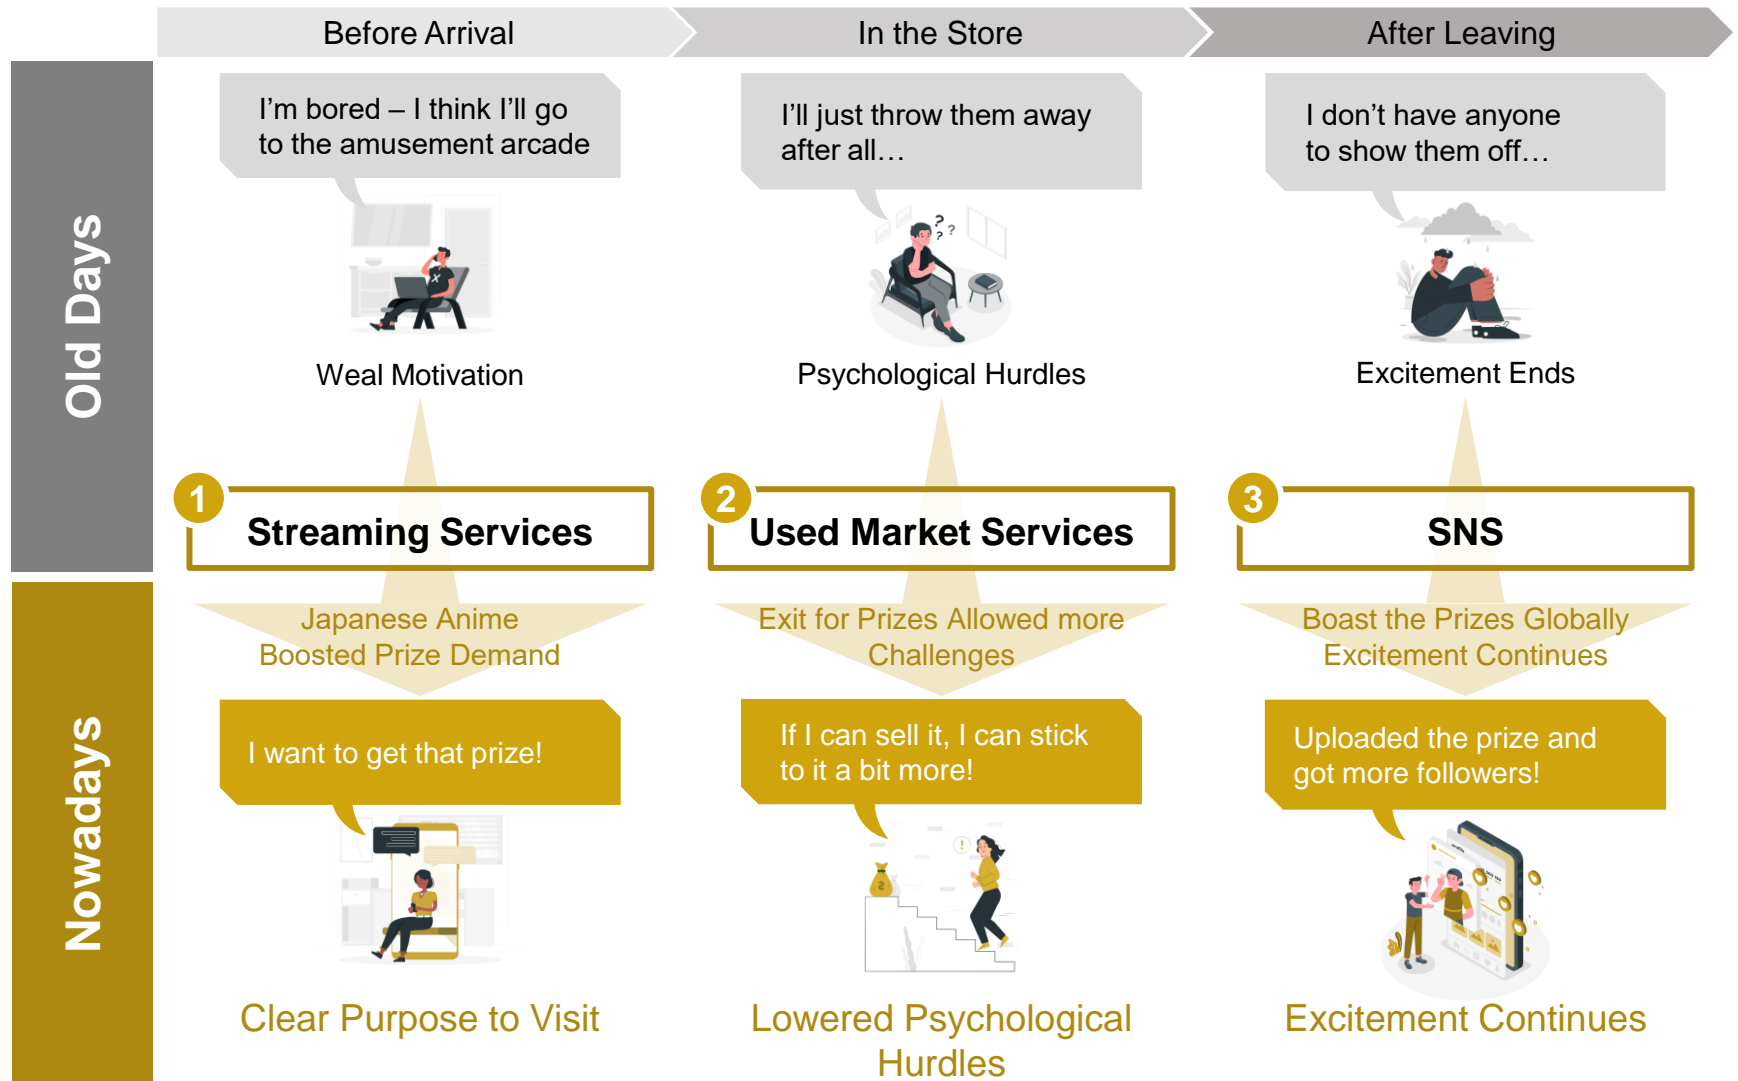 Before Arrival
In the Store
After Leaving
Old Days
I'm bored – I think I'll go
to the amusement arcade
I'll just throw them away
after all…
I don't have anyone
to show them off…
? ?
?
Weal Motivation
Psychological Hurdles
Excitement Ends
1
Streaming Services
2
Used Market Services
3
SNS
Nowadays
Japanese Anime
Boosted Prize Demand
Exit for Prizes Allowed more
Challenges
Boast the Prizes Globally
Excitement Continues
I want to get that prize!
If I can sell it, I can stick
to it a bit more!
Uploaded the prize and
got more followers!
!
$
Clear Purpose to Visit
Lowered Psychological
Hurdles
Excitement Continues